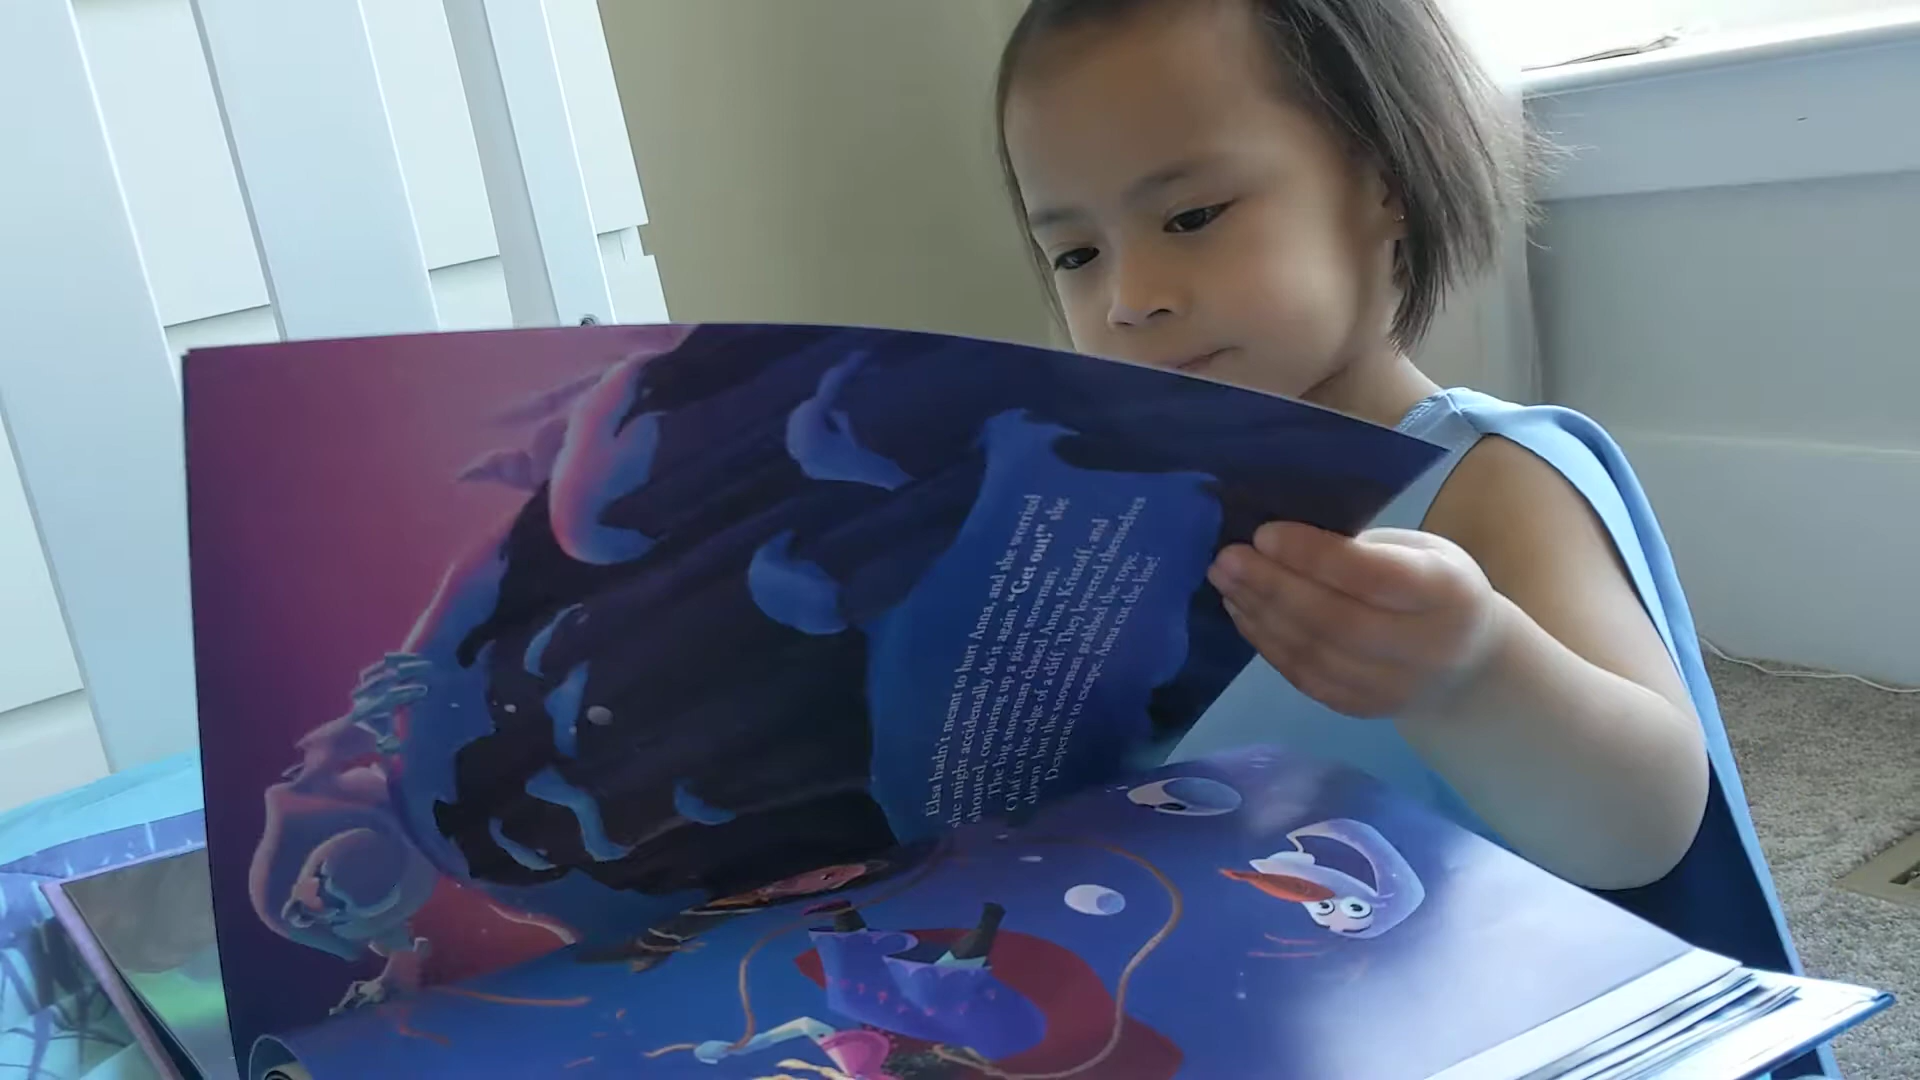 Elsa hadn't meant to hurt Anna, and she worried
she might accidentally do it again. "Get out!" she
shouted, conjuring up a giant snowman.
The big snowman chased Anna, Kristoff, and
Olaf to the edge of a cliff. They lowered themselves
down, but the snowman grabbed the rope.
Desperate to escape, Anna cut the line!